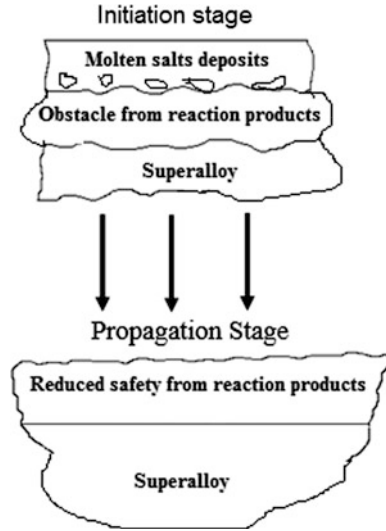 Initiation stage
Molten salts deposits
Obstacle from reaction products
Superalloy
Propagation Stage
Reduced safety from reaction products
Superalloy